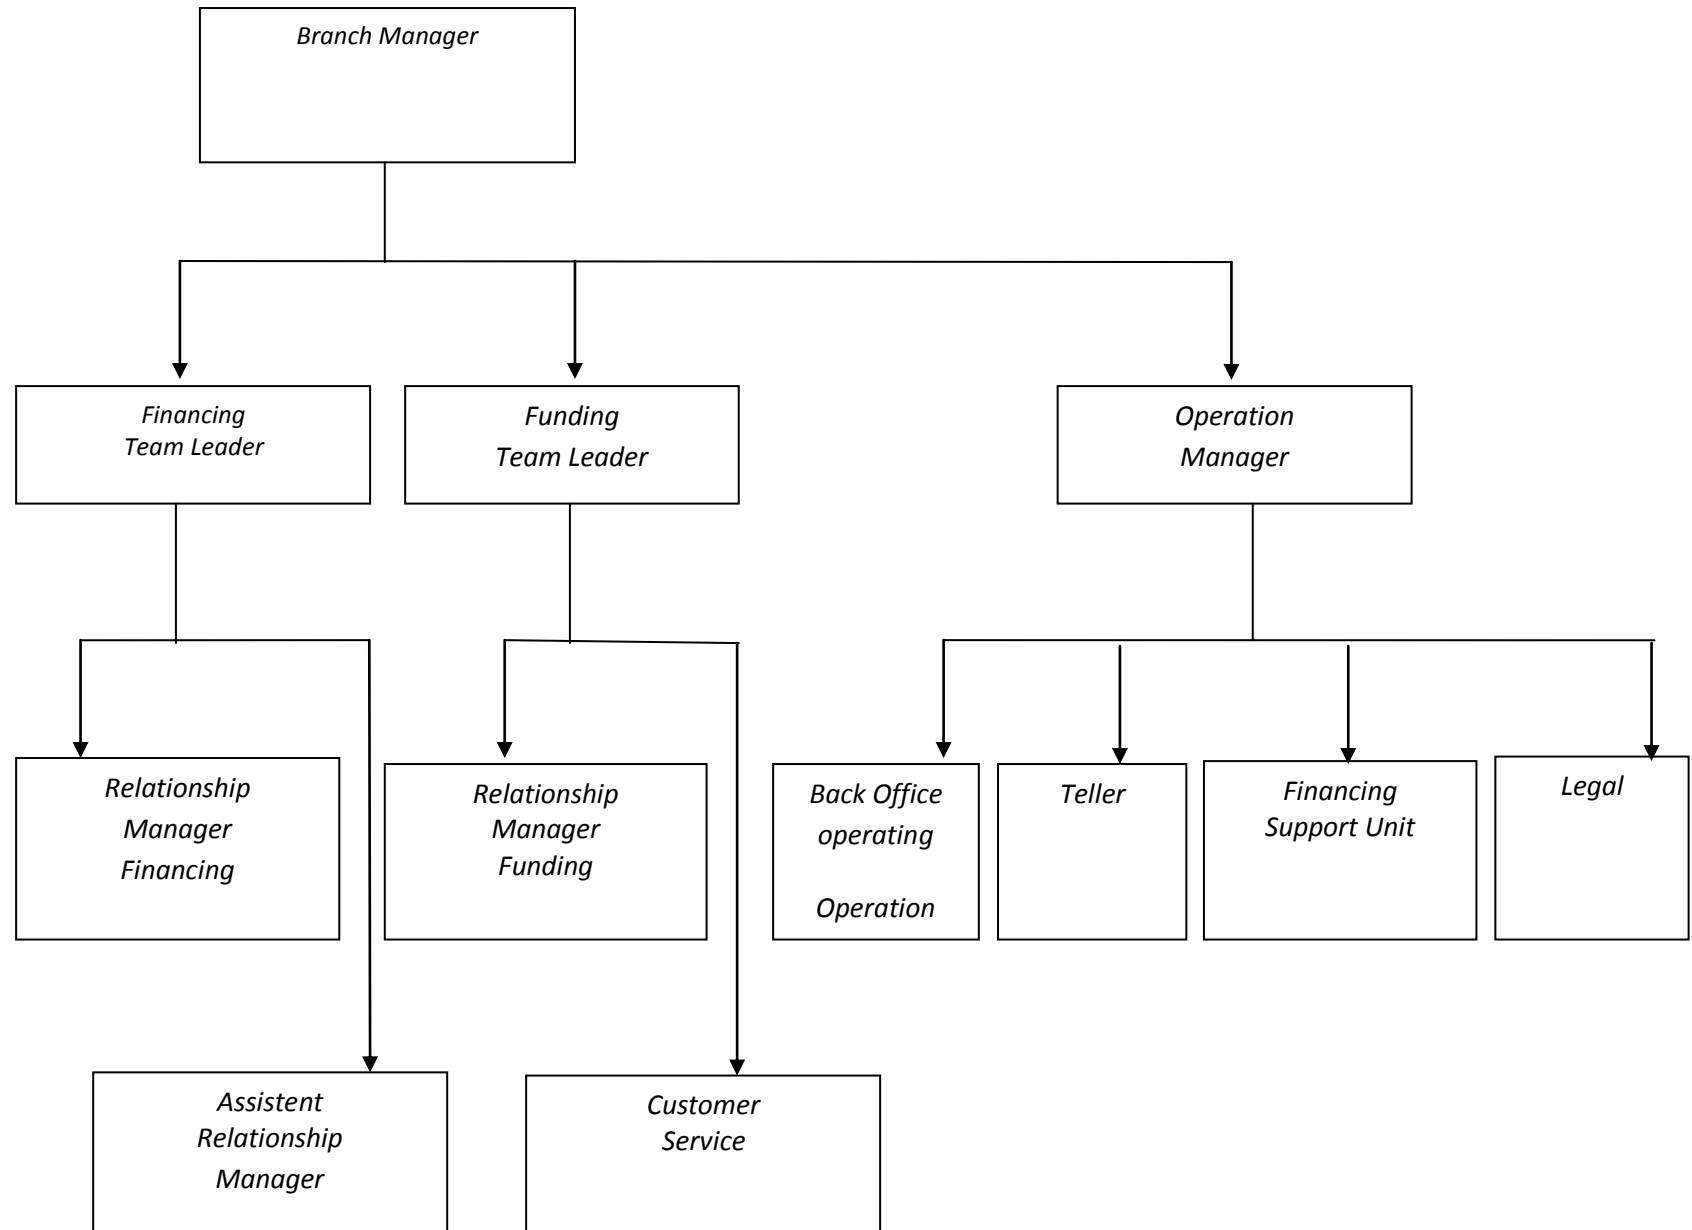 Branch Manager
Financing
Team Leader
Funding
Team Leader
Operation
Manager
Relationship
Manager
Financing
Relationship
Manager
Funding
Back Office
operating
Operation
Teller
Financing
Support Unit
Legal
Assistent
Relationship
Manager
Customer
Service